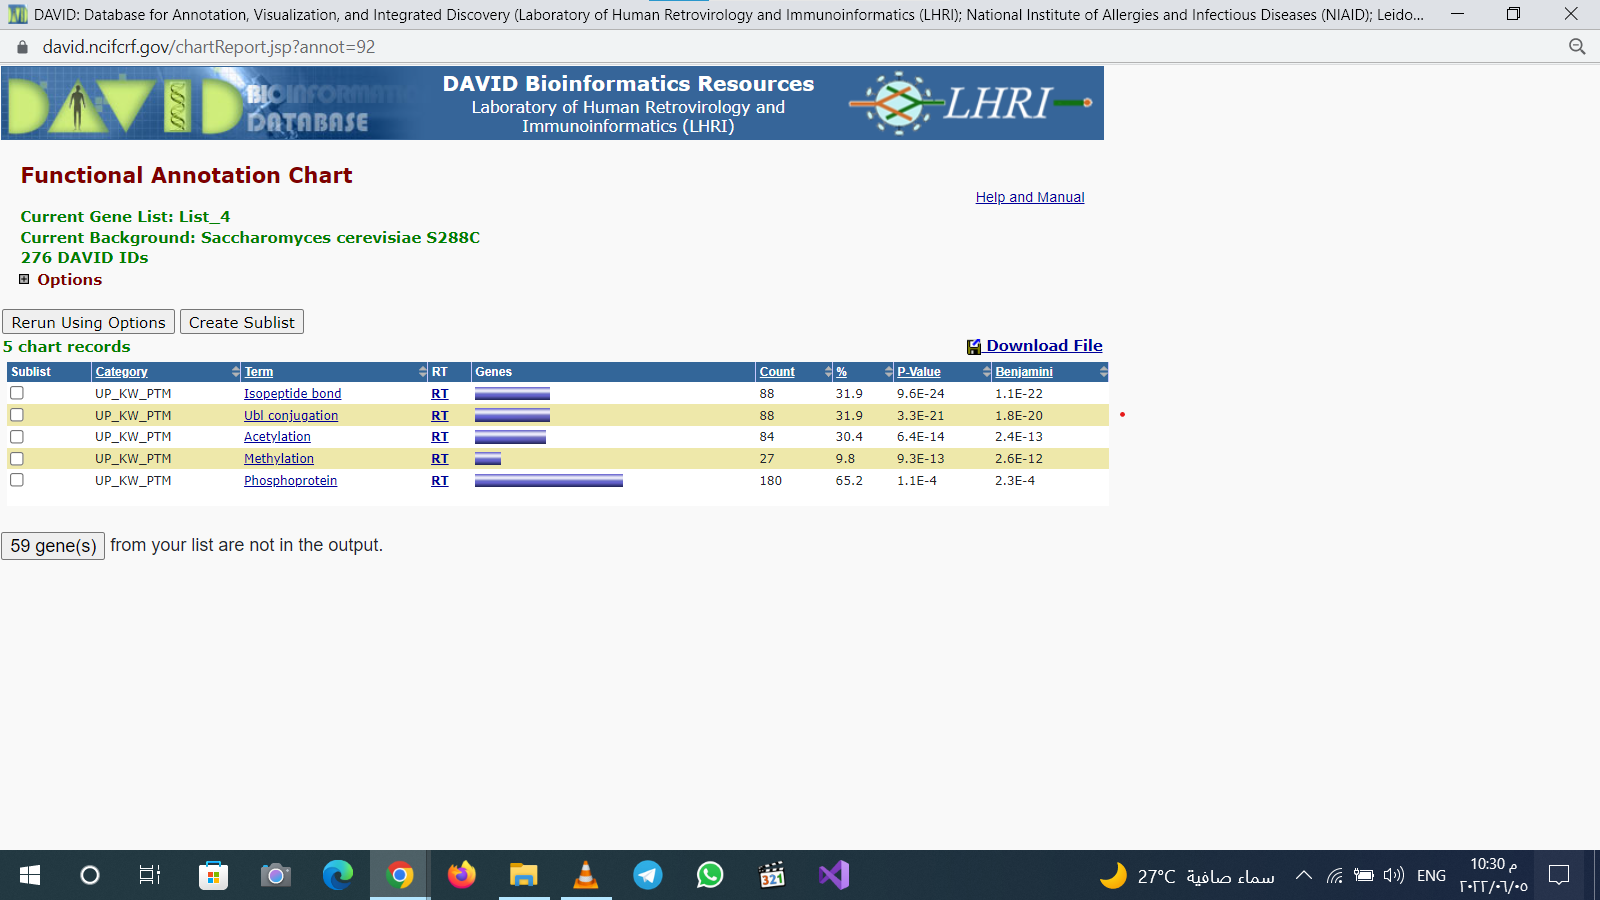 DAVID: Database for Annotation, Visualization, and Integrated Discovery (Laboratory of Human Retrovirology and Immunoinformatics (LHRI); National Institute of Allergies and Infectious Diseases (NIAID); Leido...
david.ncifcrf.gov/chartReport.jsp?annot=92
DAVID BIOINFORMATICS DATABASE
DAVID Bioinformatics Resources
Laboratory of Human Retrovirology and
Immunoinformatics (LHRI)
LHRI
Functional Annotation Chart
Help and Manual
Current Gene List: List_4
Current Background: Saccharomyces cerevisiae S288C
276 DAVID IDs
Options
Rerun Using Options Create Sublist
5 chart records Download File
Sublist Category Term RT Genes Count % P-Value Benjamini
UP_KW_PTM Isopeptide bond RT 88 31.9 9.6E-24 1.1E-22
UP_KW_PTM Ubl conjugation RT 88 31.9 3.3E-21 1.8E-20
UP_KW_PTM Acetylation RT 84 30.4 6.4E-14 2.4E-13
UP_KW_PTM Methylation RT 27 9.8 9.3E-13 2.6E-12
UP_KW_PTM Phosphoprotein RT 180 65.2 1.1E-4 2.3E-4
59 gene(s) from your list are not in the output.
321
27°C سماء صافية ENG
10:30 م
٢٠٢٢/٠٦/٠٥